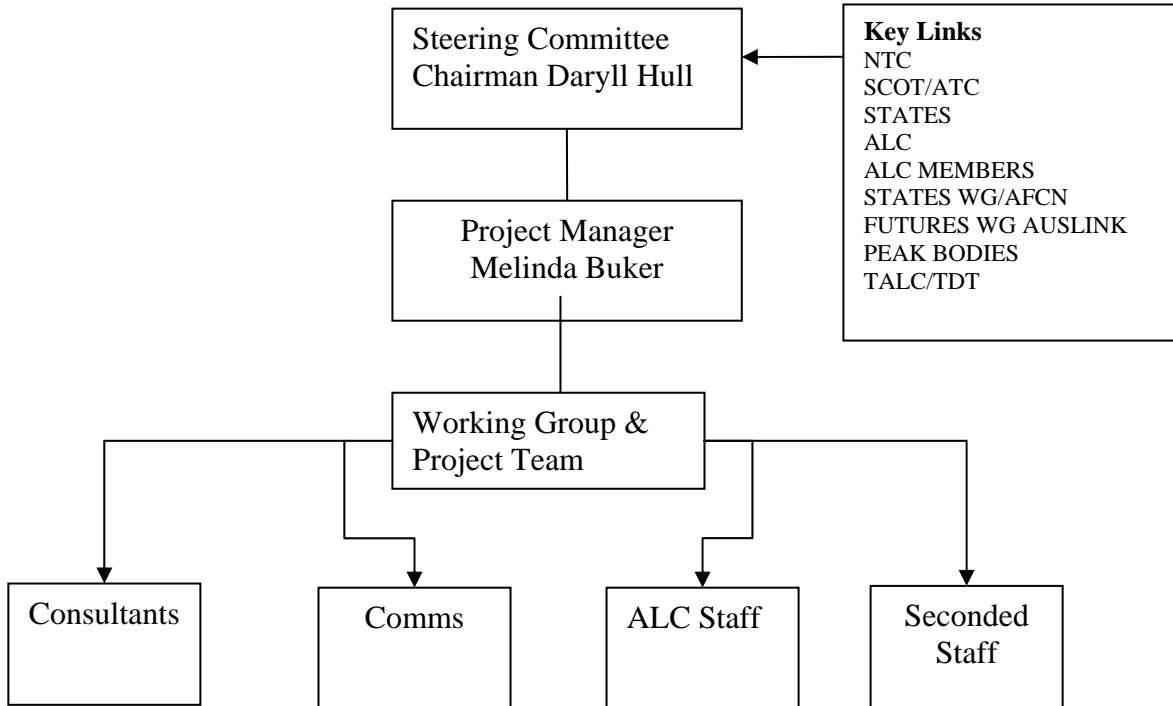 Steering Committee
Chairman Daryll Hull
Key Links
NTC
SCOT/ATC
STATES
ALC
ALC MEMBERS
STATES WG/AFCN
FUTURES WG AUSLINK
PEAK BODIES
TALC/TDT
Project Manager
Melinda Buker
Working Group &
Project Team
Consultants
Comms
ALC Staff
Seconded
Staff